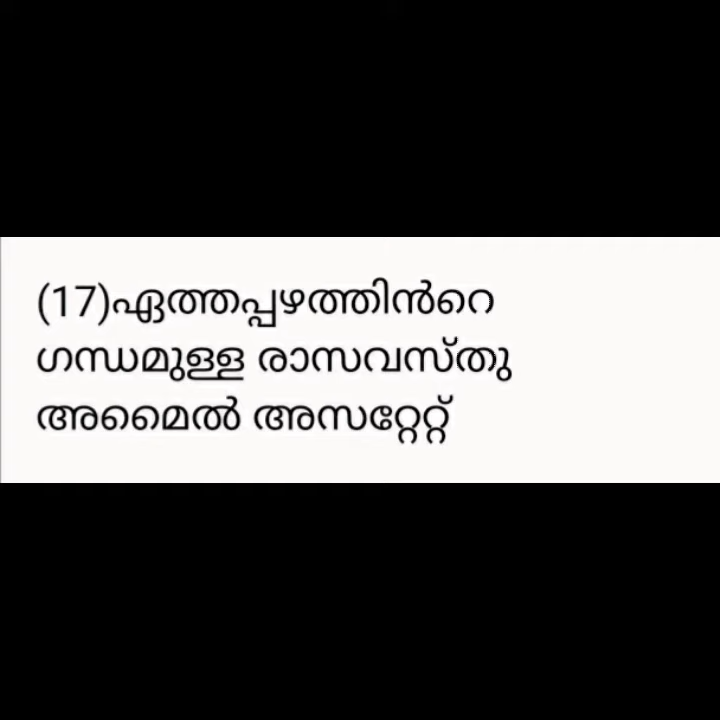 (17)ഏത്തപ്പഴത്തിൻറെ
ഗന്ധമുള്ള രാസവസ്തു
അമൈൽ അസറ്റേറ്റ്